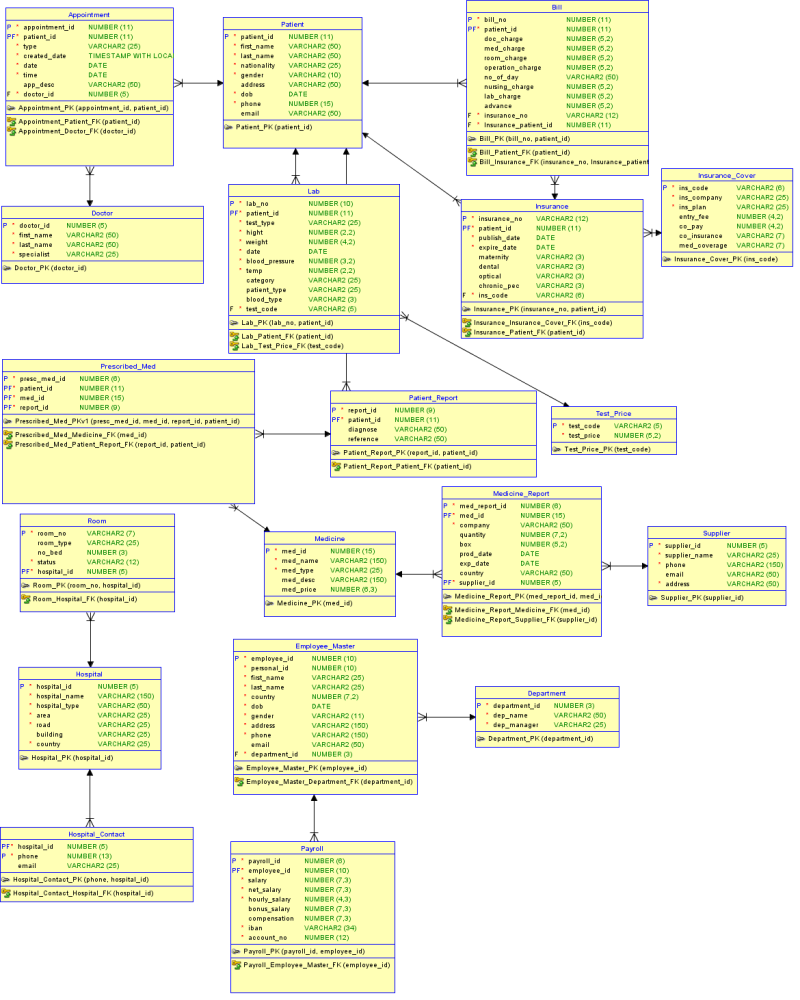 Appointment
P * appointment_id NUMBER (11)
PF* patient_id NUMBER (11)
* type VARCHAR2 (25)
* created_date TIMESTAMP WITH LOCA
* date DATE
* time DATE
app_desc VARCHAR2 (50)
F * doctor_id NUMBER (5)
Appointment_PK (appointment_id, patient_id)
Appointment_Patient_FK (patient_id)
Appointment_Doctor_FK (doctor_id)
Patient
P * patient_id NUMBER (11)
* first_name VARCHAR2 (50)
* last_name VARCHAR2 (50)
* nationality VARCHAR2 (25)
* gender VARCHAR2 (10)
* address VARCHAR2 (50)
* dob DATE
* phone NUMBER (15)
email VARCHAR2 (50)
Patient_PK (patient_id)
Bill
P * bill_no NUMBER (11)
PF* patient_id NUMBER (11)
doc_charge NUMBER (5,2)
med_charge NUMBER (5,2)
room_charge NUMBER (5,2)
operation_charge NUMBER (5,2)
no_of_day VARCHAR2 (50)
nursing_charge NUMBER (5,2)
lab_charge NUMBER (5,2)
advance NUMBER (5,2)
F * insurance_no VARCHAR2 (12)
F * Insurance_patient_id NUMBER (11)
Bill_PK (bill_no, patient_id)
Bill_Patient_FK (patient_id)
Bill_Insurance_FK (insurance_no, Insurance_patient
Insurance_Cover
P * ins_code VARCHAR2 (6)
* ins_company VARCHAR2 (25)
* ins_plan VARCHAR2 (25)
entry_fee NUMBER (4,2)
co_pay NUMBER (4,2)
co_insurance VARCHAR2 (7)
med_coverage VARCHAR2 (7)
Insurance_Cover_PK (ins_code)
Doctor
P * doctor_id NUMBER (5)
* first_name VARCHAR2 (50)
* last_name VARCHAR2 (50)
* specialist VARCHAR2 (25)
Doctor_PK (doctor_id)
Lab
P * lab_no NUMBER (10)
PF* patient_id NUMBER (11)
* test_type VARCHAR2 (25)
* hight NUMBER (2,2)
* weight NUMBER (4,2)
* date DATE
* blood_pressure NUMBER (3,2)
* temp NUMBER (2,2)
category VARCHAR2 (25)
patient_type VARCHAR2 (25)
blood_type VARCHAR2 (3)
F * test_code VARCHAR2 (5)
Lab_PK (lab_no, patient_id)
Lab_Patient_FK (patient_id)
Lab_Test_Price_FK (test_code)
Insurance
P * insurance_no VARCHAR2 (12)
PF* patient_id NUMBER (11)
* publish_date DATE
* expire_date DATE
maternity VARCHAR2 (3)
dental VARCHAR2 (3)
optical VARCHAR2 (3)
chronic_pec VARCHAR2 (3)
F * ins_code VARCHAR2 (6)
Insurance_PK (insurance_no, patient_id)
Insurance_Insurance_Cover_FK (ins_code)
Insurance_Patient_FK (patient_id)
Prescribed_Med
P * presc_med_id NUMBER (6)
PF* patient_id NUMBER (11)
PF* med_id NUMBER (15)
PF* report_id NUMBER (9)
Prescribed_Med_PKv1 (presc_med_id, med_id, report_id, patient_id)
Prescribed_Med_Medicine_FK (med_id)
Prescribed_Med_Patient_Report_FK (report_id, patient_id)
Patient_Report
P * report_id NUMBER (9)
PF* patient_id NUMBER (11)
diagnose VARCHAR2 (50)
reference VARCHAR2 (50)
Patient_Report_PK (report_id, patient_id)
Patient_Report_Patient_FK (patient_id)
Test_Price
P * test_code VARCHAR2 (5)
* test_price NUMBER (5,2)
Test_Price_PK (test_code)
Room
P * room_no VARCHAR2 (7)
room_type VARCHAR2 (25)
no_bed NUMBER (3)
* status VARCHAR2 (12)
PF* hospital_id NUMBER (5)
Room_PK (room_no, hospital_id)
Room_Hospital_FK (hospital_id)
Medicine
P * med_id NUMBER (15)
* med_name VARCHAR2 (150)
* med_type VARCHAR2 (25)
med_desc VARCHAR2 (150)
med_price NUMBER (6,3)
Medicine_PK (med_id)
Medicine_Report
P * med_report_id NUMBER (6)
PF* med_id NUMBER (15)
* company VARCHAR2 (50)
quantity NUMBER (7,2)
box NUMBER (5,2)
prod_date DATE
exp_date DATE
country VARCHAR2 (50)
PF* supplier_id NUMBER (5)
Medicine_Report_PK (med_report_id, med_i
Medicine_Report_Medicine_FK (med_id)
Medicine_Report_Supplier_FK (supplier_id)
Supplier
P * supplier_id NUMBER (5)
* supplier_name VARCHAR2 (25)
* phone VARCHAR2 (150)
email VARCHAR2 (50)
* address VARCHAR2 (50)
Supplier_PK (supplier_id)
Hospital
P * hospital_id NUMBER (5)
* hospital_name VARCHAR2 (150)
* hospital_type VARCHAR2 (50)
* area VARCHAR2 (25)
* road VARCHAR2 (25)
building VARCHAR2 (25)
* country VARCHAR2 (25)
Hospital_PK (hospital_id)
Employee_Master
P * employee_id NUMBER (10)
* personal_id NUMBER (10)
* first_name VARCHAR2 (25)
* last_name VARCHAR2 (25)
* country NUMBER (7,2)
* dob DATE
* gender VARCHAR2 (11)
* address VARCHAR2 (150)
* phone VARCHAR2 (150)
email VARCHAR2 (50)
F * department_id NUMBER (3)
Employee_Master_PK (employee_id)
Employee_Master_Department_FK (department_id)
Department
P * department_id NUMBER (3)
* dep_name VARCHAR2 (50)
* dep_manager VARCHAR2 (25)
Department_PK (department_id)
Hospital_Contact
PF* hospital_id NUMBER (5)
P * phone NUMBER (13)
email VARCHAR2 (25)
Hospital_Contact_PK (phone, hospital_id)
Hospital_Contact_Hospital_FK (hospital_id)
Payroll
P * payroll_id NUMBER (6)
PF* employee_id NUMBER (10)
* salary NUMBER (7,3)
* net_salary NUMBER (7,3)
* hourly_salary NUMBER (4,3)
bonus_salary NUMBER (7,3)
compensation NUMBER (7,3)
* iban VARCHAR2 (34)
* account_no NUMBER (12)
Payroll_PK (payroll_id, employee_id)
Payroll_Employee_Master_FK (employee_id)